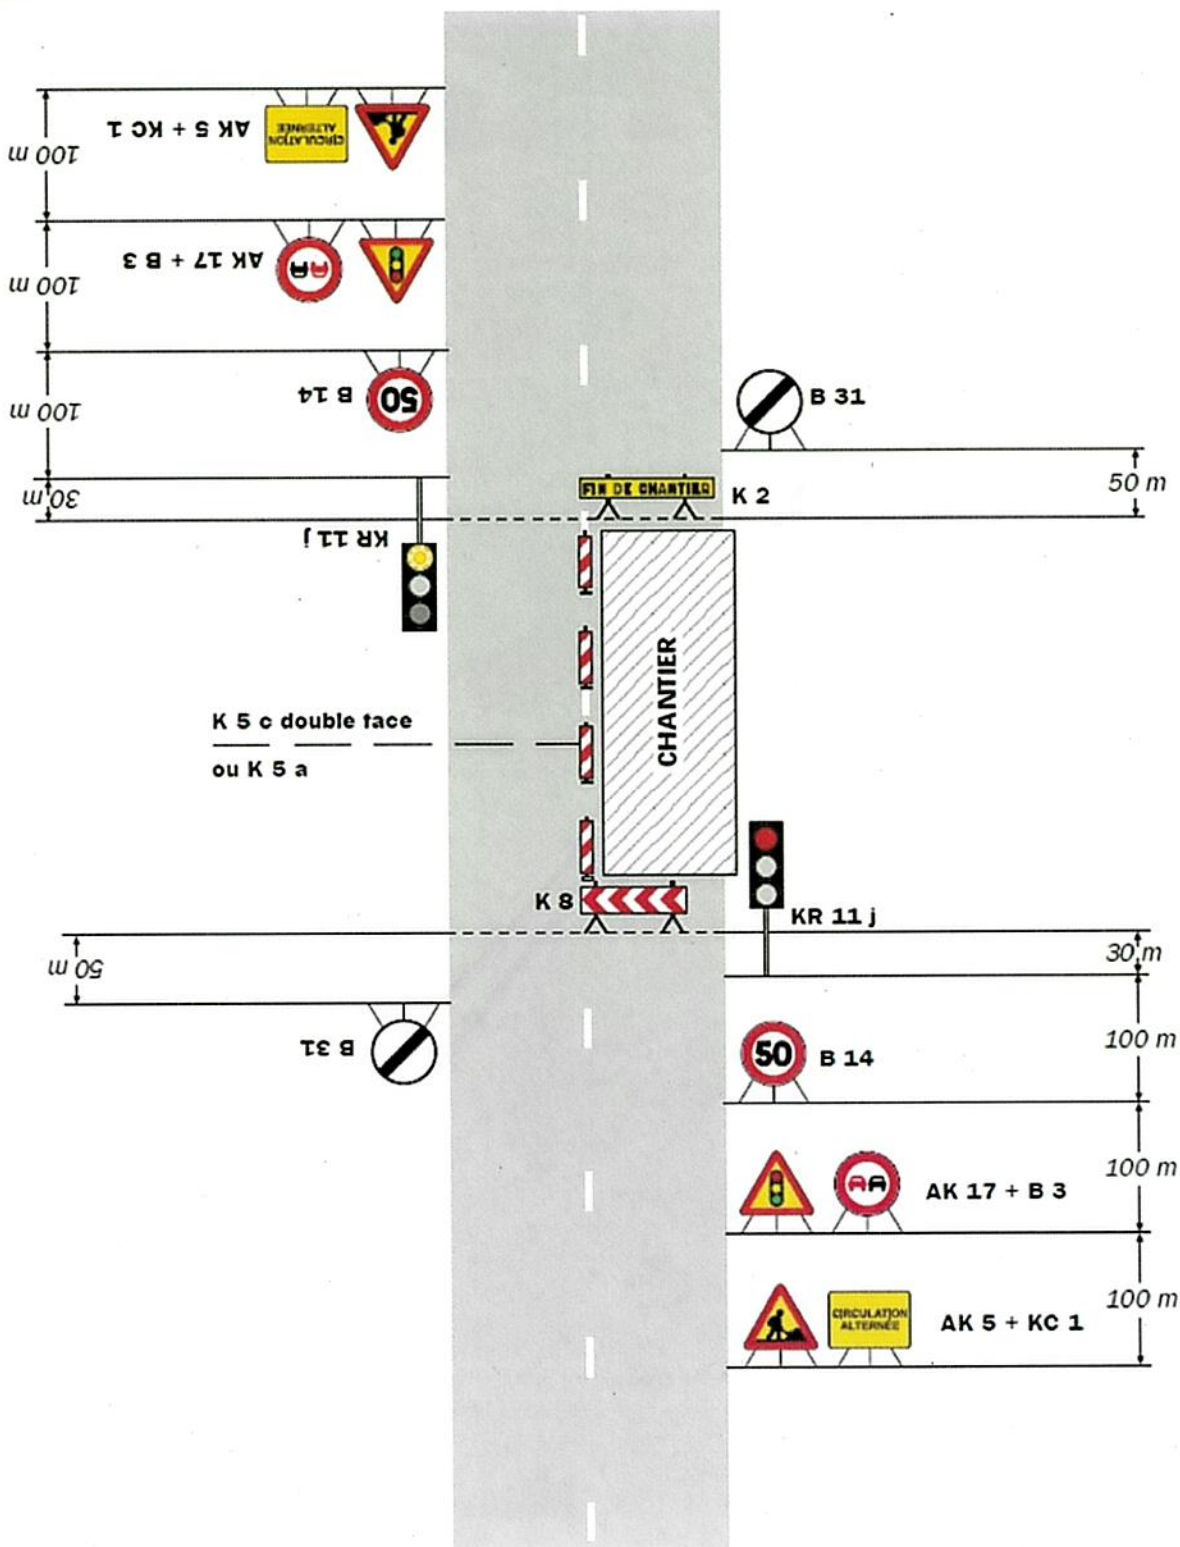 AK 5 + KC 1
CIRCULATION
ALTERNÉE
100 m
AK 17 + B 3
100 m
B 14
50
100 m
30 m
KR 11 j
B 31
50 m
FIN DE CHANTIER
K 2
CHANTIER
K 5 c double face
ou K 5 a
K 8
KR 11 j
30 m
50 m
B 31
50
B 14
100 m
AK 17 + B 3
100 m
CIRCULATION
ALTERNÉE
AK 5 + KC 1
100 m